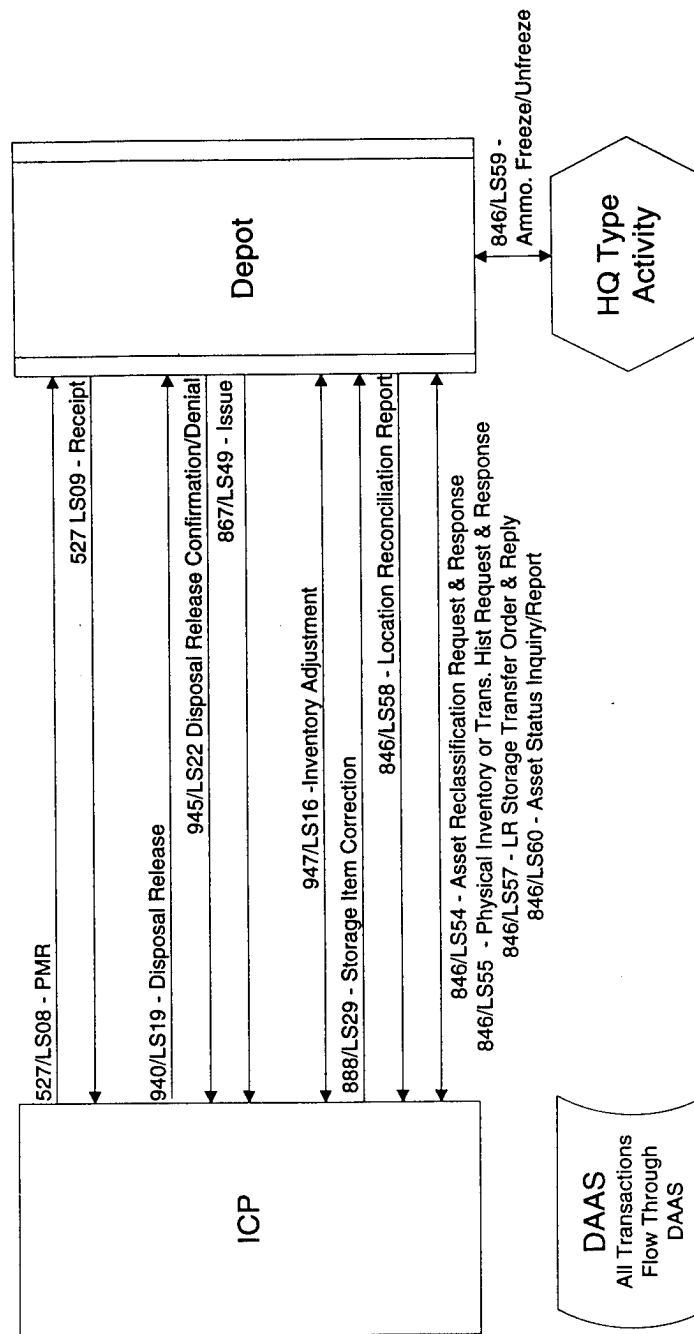 ICP
Depot
527/LS08 - PMR
527 LS09 - Receipt
940/LS19 - Disposal Release
945/LS22 Disposal Release Confirmation/Denial
867/LS49 - Issue
947/LS16 -Inventory Adjustment
888/LS29 - Storage Item Correction
846/LS58 - Location Reconciliation Report
846/LS54 - Asset Reclassification Request & Response
846/LS55 - Physical Inventory or Trans. Hist Request & Response
846/LS57 - LR Storage Transfer Order & Reply
846/LS60 - Asset Status Inquiry/Report
846/LS59 -
Ammo. Freeze/Unfreeze
DAAS
All Transactions
Flow Through
DAAS
HQ Type
Activity